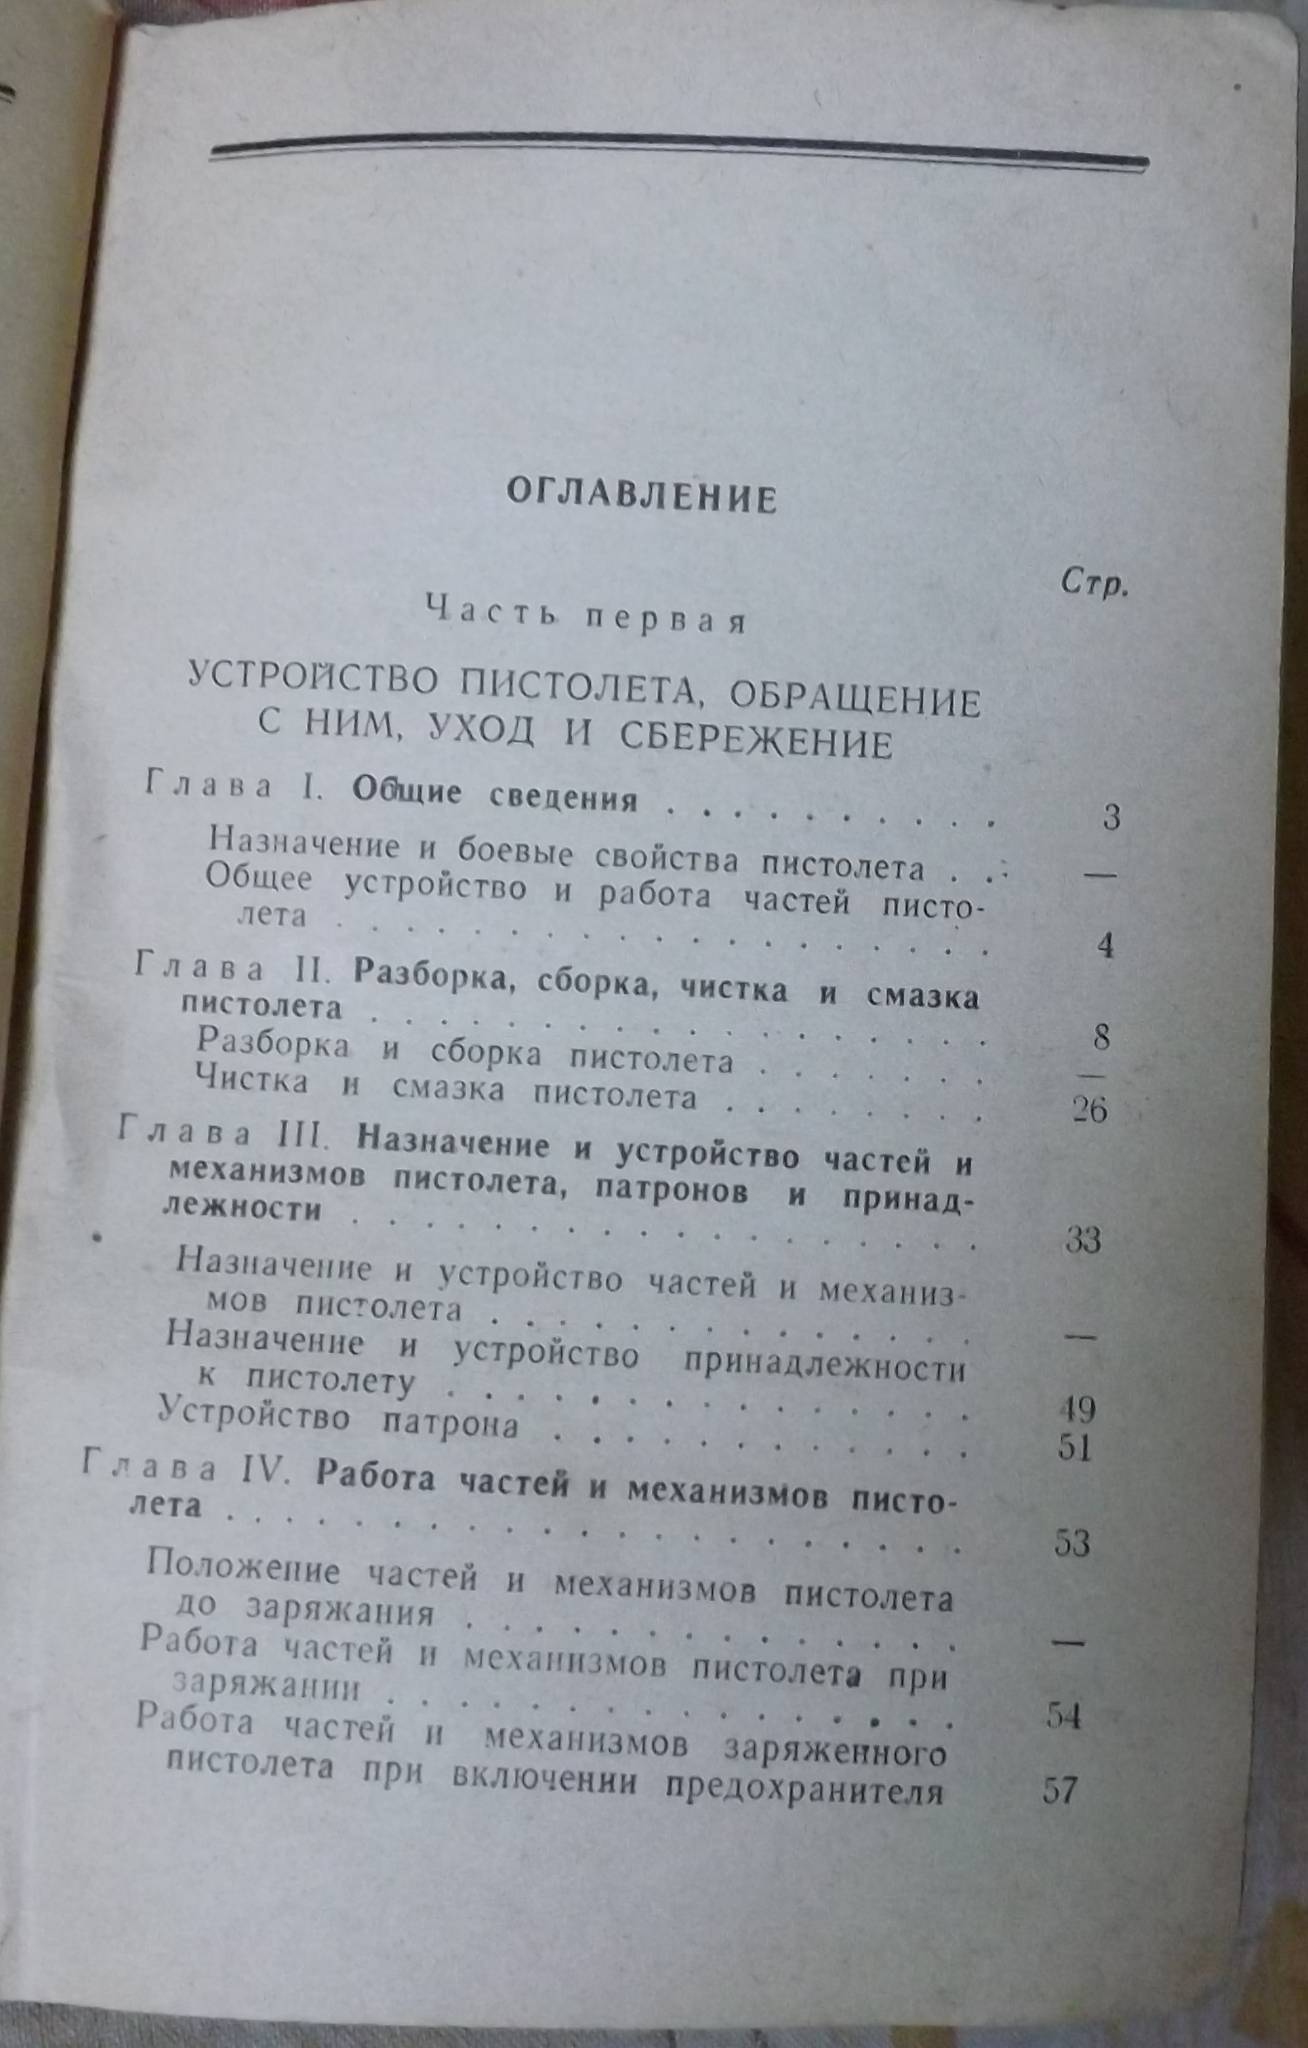 ОГЛАВЛЕНИЕ
Стр.
Часть первая
УСТРОЙСТВО ПИСТОЛЕТА, ОБРАЩЕНИЕ
С НИМ, УХОД И СБЕРЕЖЕНИЕ
Глава I. Общие сведения . . . . . . . . . . 3
Назначение и боевые свойства пистолета . . . —
Общее устройство и работа частей писто-
лета . . . . . . . . . . . . . . . . . . 4
Глава II. Разборка, сборка, чистка и смазка
пистолета . . . . . . . . . . . . . . . . 8
Разборка и сборка пистолета . . . . . . . —
Чистка и смазка пистолета . . . . . . . . 26
Глава III. Назначение и устройство частей и
механизмов пистолета, патронов и принад-
лежности . . . . . . . . . . . . . . . . . 33
Назначение и устройство частей и механиз-
мов пистолета . . . . . . . . . . . . . . —
Назначение и устройство принадлежности
к пистолету . . . . . . . . . . . . . . . 49
Устройство патрона . . . . . . . . . . . . 51
Глава IV. Работа частей и механизмов писто-
лета . . . . . . . . . . . . . . . . . . . . 53
Положение частей и механизмов пистолета
до заряжания . . . . . . . . . . . . . . —
Работа частей и механизмов пистолета при
заряжании . . . . . . . . . . . . . . . . 54
Работа частей и механизмов заряженного
пистолета при включении предохранителя 57